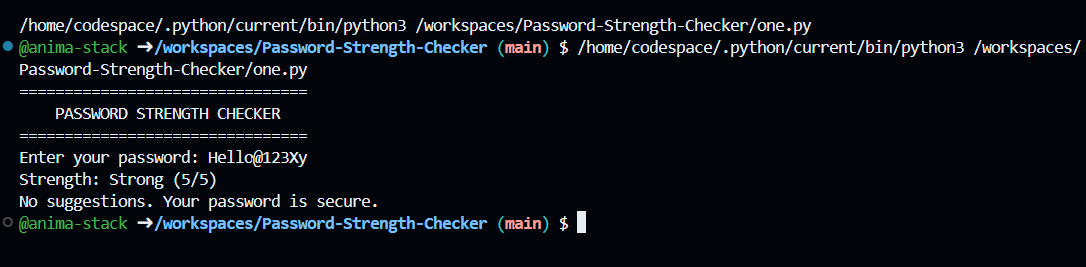 /home/codespace/.python/current/bin/python3 /workspaces/Password-Strength-Checker/one.py
@anima-stack ➜/workspaces/Password-Strength-Checker (main) $ /home/codespace/.python/current/bin/python3 /workspaces/
Password-Strength-Checker/one.py
================================
    PASSWORD STRENGTH CHECKER
================================
Enter your password: Hello@123Xy
Strength: Strong (5/5)
No suggestions. Your password is secure.
@anima-stack ➜/workspaces/Password-Strength-Checker (main) $